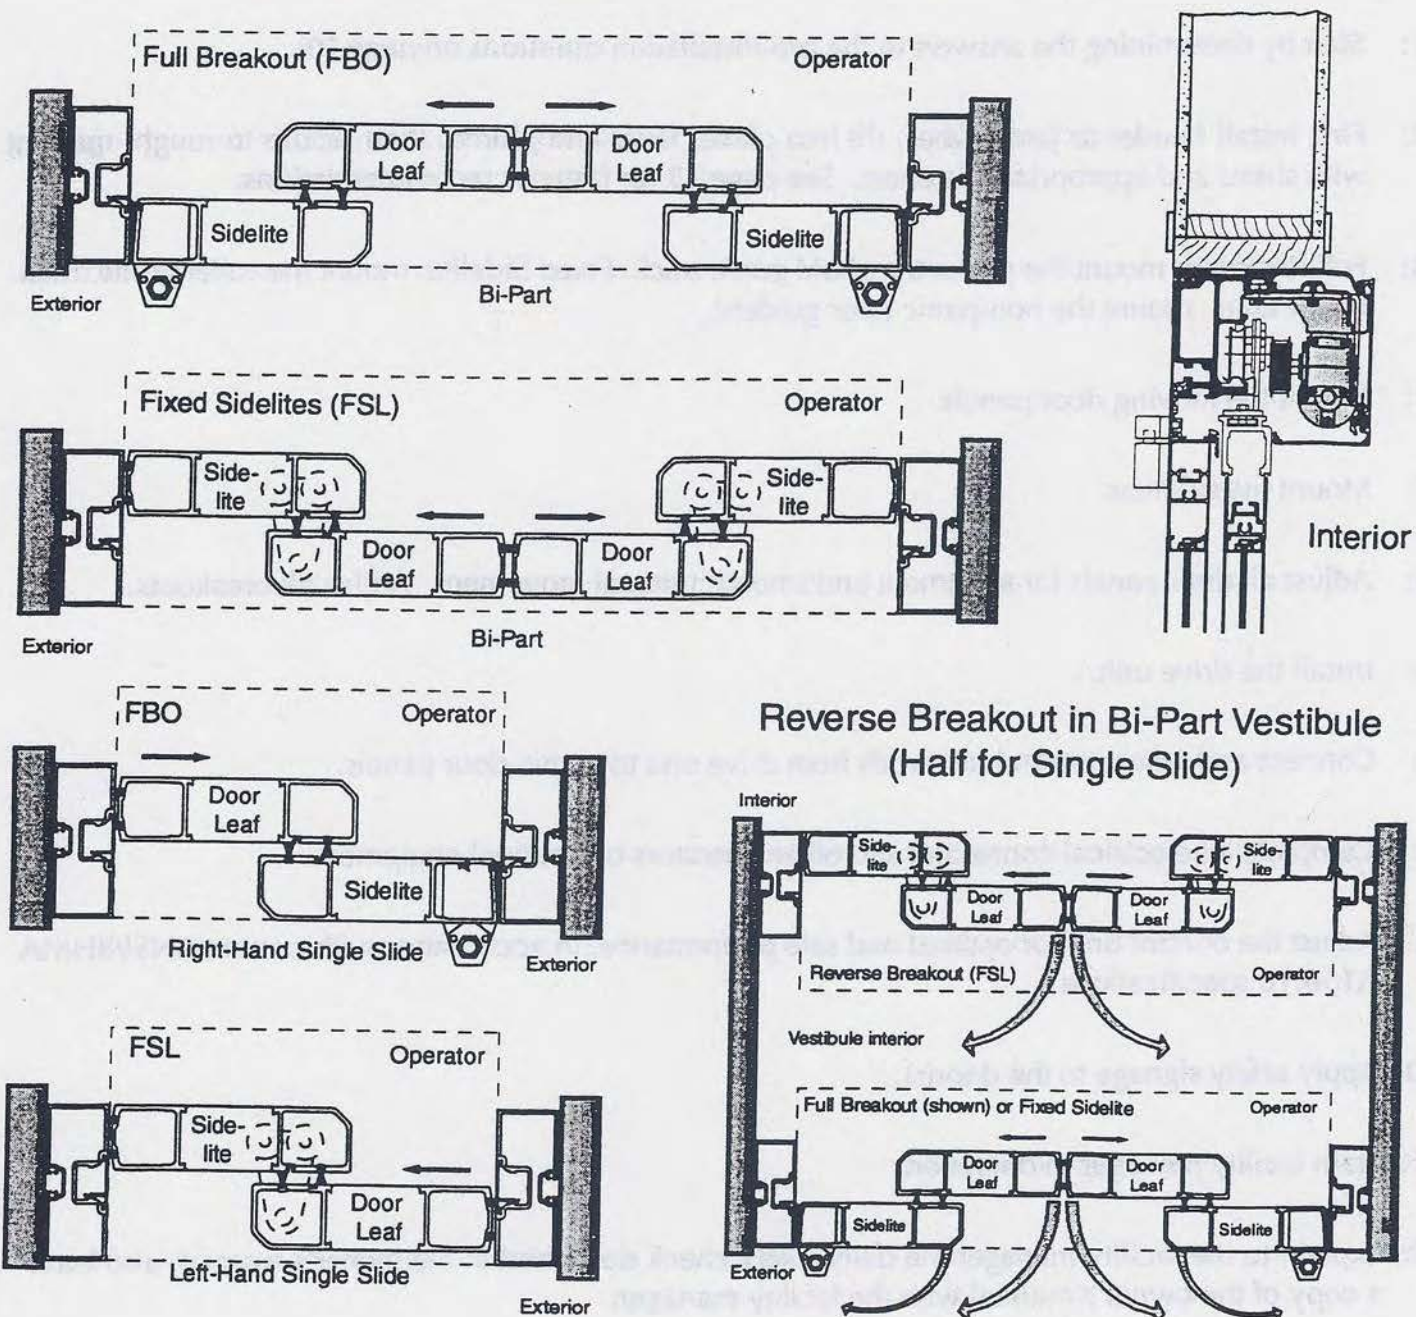 Full Breakout (FBO)
Operator
Door
Leaf
Door
Leaf
Sidelite
Sidelite
Exterior
Bi-Part
Fixed Sidelites (FSL)
Operator
Side-
lite
Side-
lite
Door
Leaf
Door
Leaf
Exterior
Bi-Part
Interior
FBO
Operator
Door
Leaf
Sidelite
Right-Hand Single Slide
Exterior
FSL
Operator
Side-
lite
Door
Leaf
Left-Hand Single Slide
Exterior
Reverse Breakout in Bi-Part Vestibule
(Half for Single Slide)
Interior
Side-
lite
Side-
lite
Door
Leaf
Door
Leaf
Reverse Breakout (FSL)
Operator
Vestibule interior
Full Breakout (shown) or Fixed Sidelite
Operator
Door
Leaf
Door
Leaf
Sidelite
Sidelite
Exterior